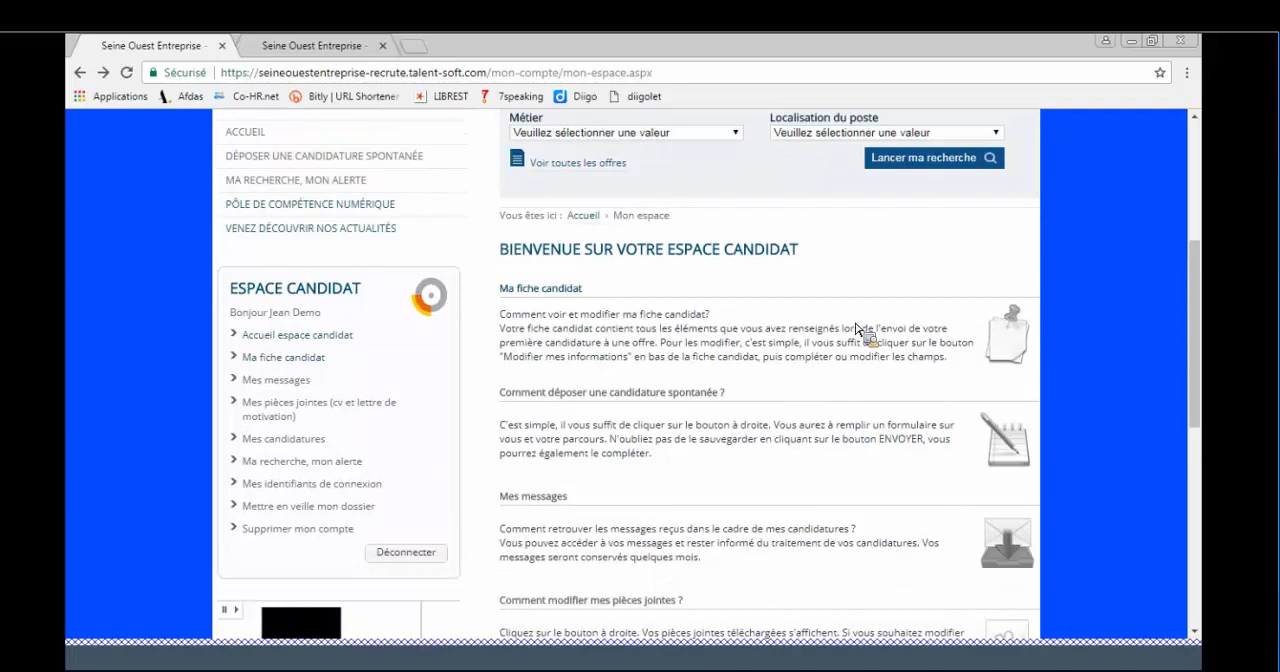 Seine Ouest Entreprise -
Seine Ouest Entreprise -
Sécurisé https://seineouestentreprise-recrute.talent-soft.com/mon-compte/mon-espace.aspx
Applications Afdas Co-HR.net Bitly | URL Shortener LIBREST 7speaking Diigo diigolet
Métier
Localisation du poste
Veuillez sélectionner une valeur
Veuillez sélectionner une valeur
Voir toutes les offres
Lancer ma recherche
ACCUEIL
DÉPOSER UNE CANDIDATURE SPONTANÉE
MA RECHERCHE, MON ALERTE
PÔLE DE COMPÉTENCE NUMÉRIQUE
VENEZ DÉCOUVRIR NOS ACTUALITÉS
ESPACE CANDIDAT
Bonjour Jean Demo
Accueil espace candidat
Ma fiche candidat
Mes messages
Mes pièces jointes (cv et lettre de
motivation)
Mes candidatures
Ma recherche, mon alerte
Mes identifiants de connexion
Mettre en veille mon dossier
Supprimer mon compte
Déconnecter
Vous êtes ici : Accueil › Mon espace
BIENVENUE SUR VOTRE ESPACE CANDIDAT
Ma fiche candidat
Comment voir et modifier ma fiche candidat?
Votre fiche candidat contient tous les éléments que vous avez renseignés lors de l'envoi de votre
première candidature à une offre. Pour les modifier, c'est simple, il vous suffit de cliquer sur le bouton
"Modifier mes informations" en bas de la fiche candidat, puis compléter ou modifier les champs.
Comment déposer une candidature spontanée ?
C'est simple, il vous suffit de cliquer sur le bouton à droite. Vous aurez à remplir un formulaire sur
vous et votre parcours. N'oubliez pas de le sauvegarder en cliquant sur le bouton ENVOYER, vous
pourrez également le compléter.
Mes messages
Comment retrouver les messages reçus dans le cadre de mes candidatures ?
Vous pouvez accéder à vos messages et rester informé du traitement de vos candidatures. Vos
messages seront conservés quelques mois.
Comment modifier mes pièces jointes ?
Cliquez sur le bouton à droite. Vos pièces jointes téléchargées s'affichent. Si vous souhaitez modifier